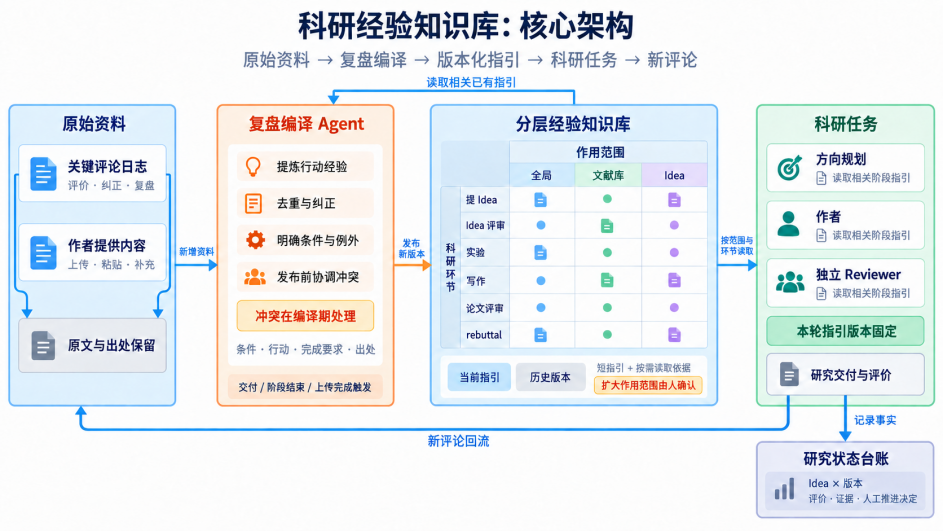 科研经验知识库: 核心架构
原始资料 → 复盘编译 → 版本化指引 → 科研任务 → 新评论
读取相关已有指引
原始资料
关键评论日志
评价 · 纠正 · 复盘
作者提供内容
上传 · 粘贴 · 补充
原文与出处保留
新增资料
复盘编译 Agent
提炼行动经验
去重与纠正
明确条件与例外
发布前协调冲突
冲突在编译期处理
条件 · 行动 · 完成要求 · 出处
交付 / 阶段结束 / 上传完成触发
发布
新版本
分层经验知识库
作用范围
全局
文献库
Idea
科研环节
提 Idea
Idea 评审
实验
写作
论文评审
rebuttal
当前指引
历史版本
短指引 + 按需读取依据
扩大作用范围由人确认
按范围与
环节读取
科研任务
方向规划
读取相关阶段指引
作者
读取相关阶段指引
独立 Reviewer
读取相关阶段指引
本轮指引版本固定
研究交付与评价
新评论回流
记录事实
研究状态台账
Idea × 版本
评价 · 证据 · 人工推进决定